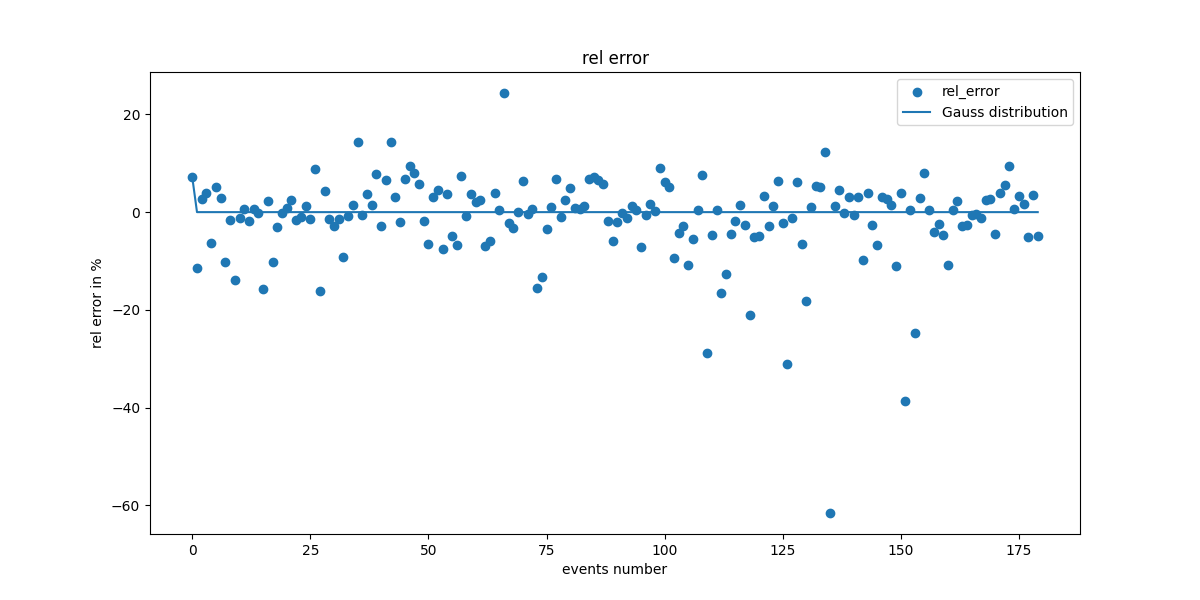 rel error
rel_error
Gauss distribution
20
0
−20
−40
−60
rel error in %
0
25
50
75
100
125
150
175
events number